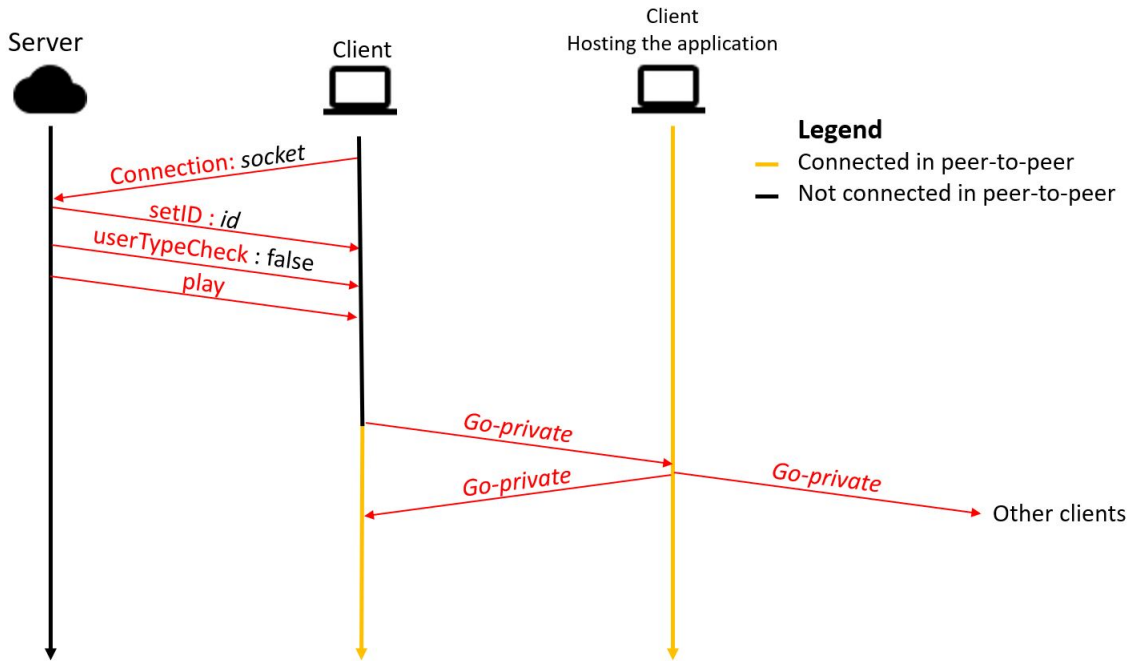 Server
Client
Client
Hosting the application
Legend
Connected in peer-to-peer
Not connected in peer-to-peer
Connection: socket
setID : id
userTypeCheck : false
play
Go-private
Go-private
Go-private
Other clients